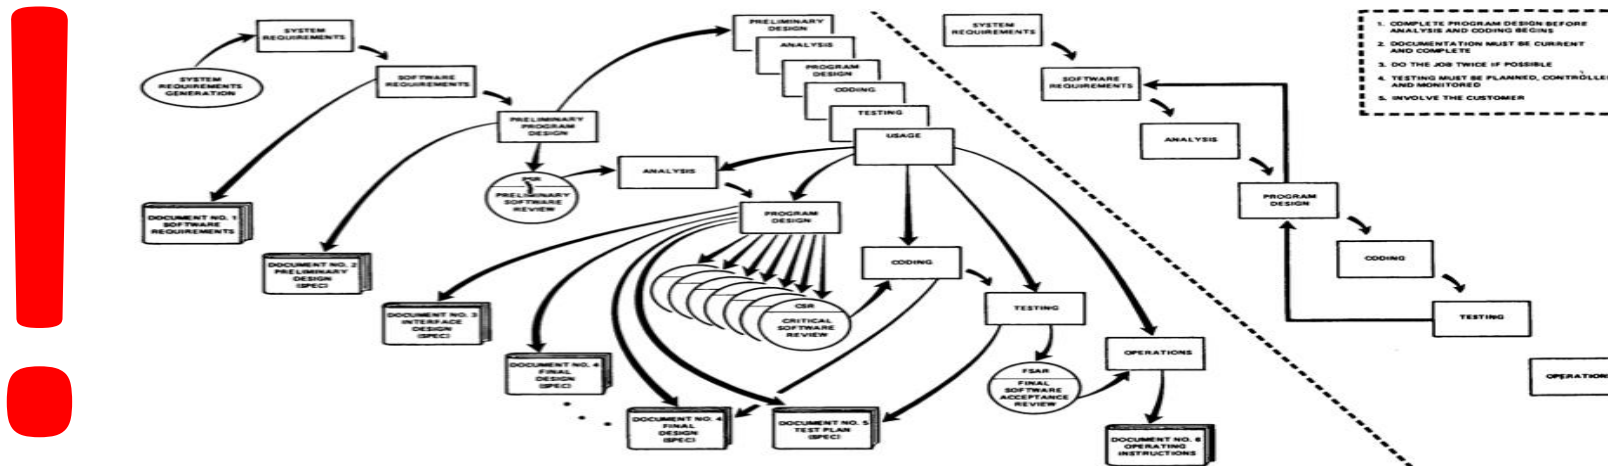 SYSTEM
REQUIREMENTS
SYSTEM
REQUIREMENTS
GENERATION
SOFTWARE
REQUIREMENTS
PRELIMINARY
PROGRAM
DESIGN
PRELIMINARY
DESIGN
ANALYSIS
PROGRAM
DESIGN
CODING
TESTING
USAGE
PRELIMINARY
SOFTWARE
REVIEW
ANALYSIS
PROGRAM
DESIGN
CODING
TESTING
OPERATIONS
CSR
CRITICAL
SOFTWARE
REVIEW
FSAR
FINAL
SOFTWARE
ACCEPTANCE
REVIEW
DOCUMENT NO. 1
SOFTWARE
REQUIREMENTS
DOCUMENT NO. 2
PRELIMINARY
DESIGN
(SPEC)
DOCUMENT NO. 3
INTERFACE
DESIGN
(SPEC)
DOCUMENT NO. 4
FINAL
DESIGN
(SPEC)
DOCUMENT NO. 4
FINAL
DESIGN
(SPEC)
DOCUMENT NO. 5
TEST PLAN
(SPEC)
DOCUMENT NO. 6
OPERATING
INSTRUCTIONS
SYSTEM
REQUIREMENTS
SOFTWARE
REQUIREMENTS
ANALYSIS
PROGRAM
DESIGN
CODING
TESTING
OPERATION
1. COMPLETE PROGRAM DESIGN BEFORE
ANALYSIS AND CODING BEGINS
2. DOCUMENTATION MUST BE CURRENT
AND COMPLETE
3. DO THE JOB TWICE IF POSSIBLE
4. TESTING MUST BE PLANNED, CONTROLLE
AND MONITORED
5. INVOLVE THE CUSTOMER